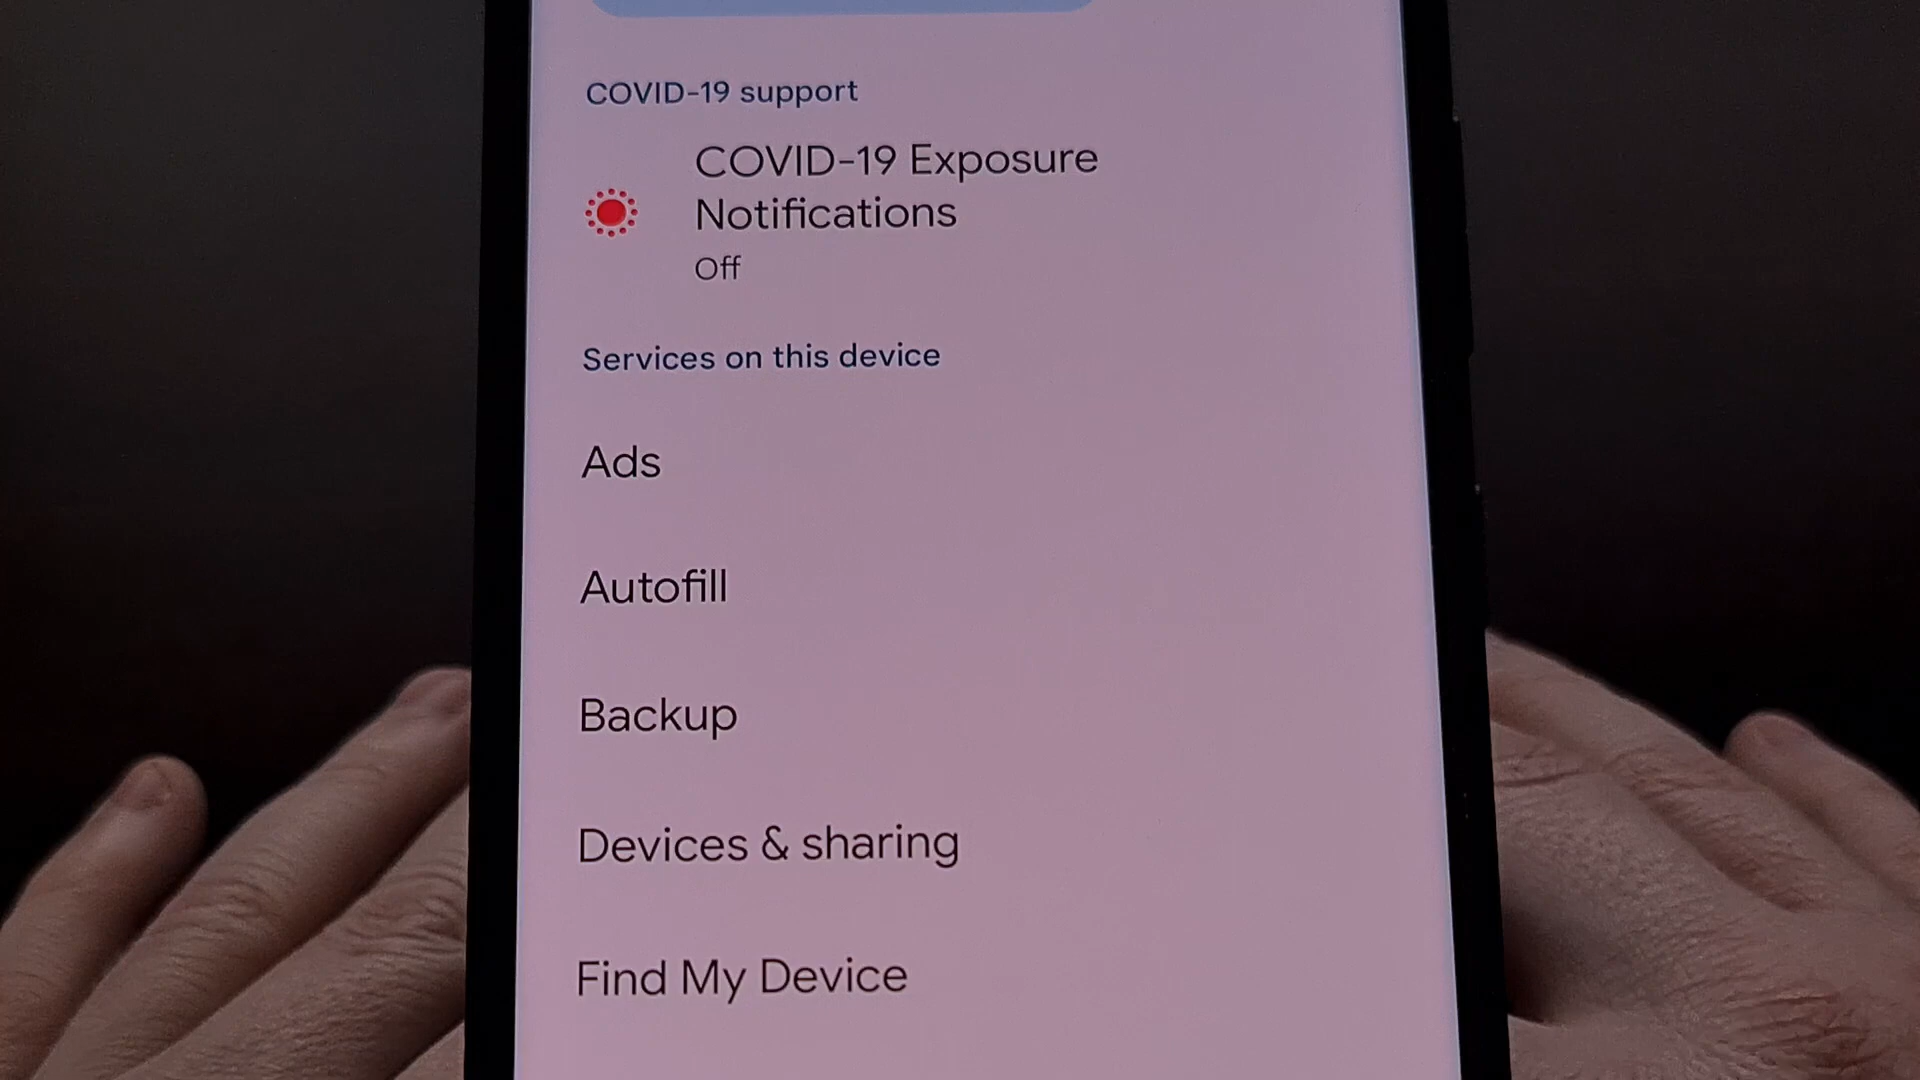 COVID-19 support
COVID-19 Exposure
Notifications
Off
Services on this device
Ads
Autofill
Backup
Devices & sharing
Find My Device